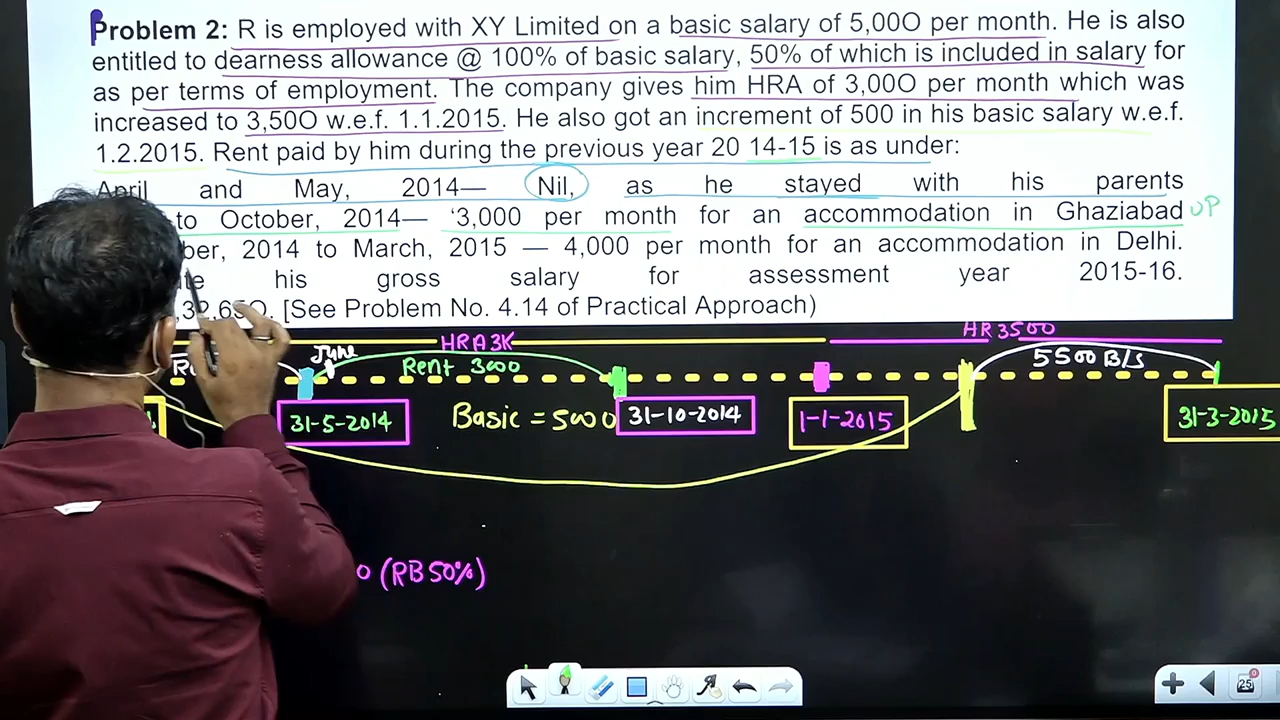 Problem 2: R is employed with XY Limited on a basic salary of 5,00O per month. He is also
entitled to dearness allowance @ 100% of basic salary, 50% of which is included in salary for
as per terms of employment. The company gives him HRA of 3,00O per month which was
increased to 3,50O w.e.f. 1.1.2015. He also got an increment of 500 in his basic salary w.e.f.
1.2.2015. Rent paid by him during the previous year 20 14-15 is as under:
April and May, 2014— Nil, as he stayed with his parents
to October, 2014— ‘3,000 per month for an accommodation in Ghaziabad UP
ber, 2014 to March, 2015 — 4,000 per month for an accommodation in Delhi.
his gross salary for assessment year 2015-16.
,32,65O. [See Problem No. 4.14 of Practical Approach)
HRA 3K
HR 3500
June
Rent 3000
5500 B/S
31-5-2014
Basic = 5000
31-10-2014
1-1-2015
31-3-2015
0 (RB 50%)
25